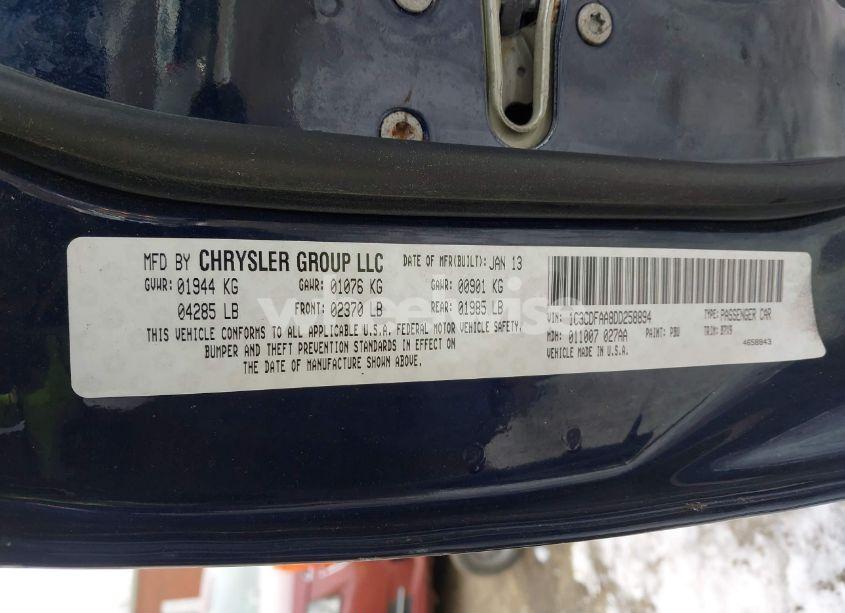 MFD BY CHRYSLER GROUP LLC DATE OF MFR(BUILT): JAN 13
GVWR: 01944 KG GAWR: 01076 KG GAWR: 00901 KG
04285 LB FRONT: 02370 LB REAR: 01985 LB
THIS VEHICLE CONFORMS TO ALL APPLICABLE U.S.A. FEDERAL MOTOR VEHICLE SAFETY,
BUMPER AND THEFT PREVENTION STANDARDS IN EFFECT ON
THE DATE OF MANUFACTURE SHOWN ABOVE.
VIN: 1C3CDFAA8DD258894 TYPE: PASSENGER CAR
MDH: 011007 027AA PAINT: PBU TRIM:
VEHICLE MADE IN U.S.A. 4658943